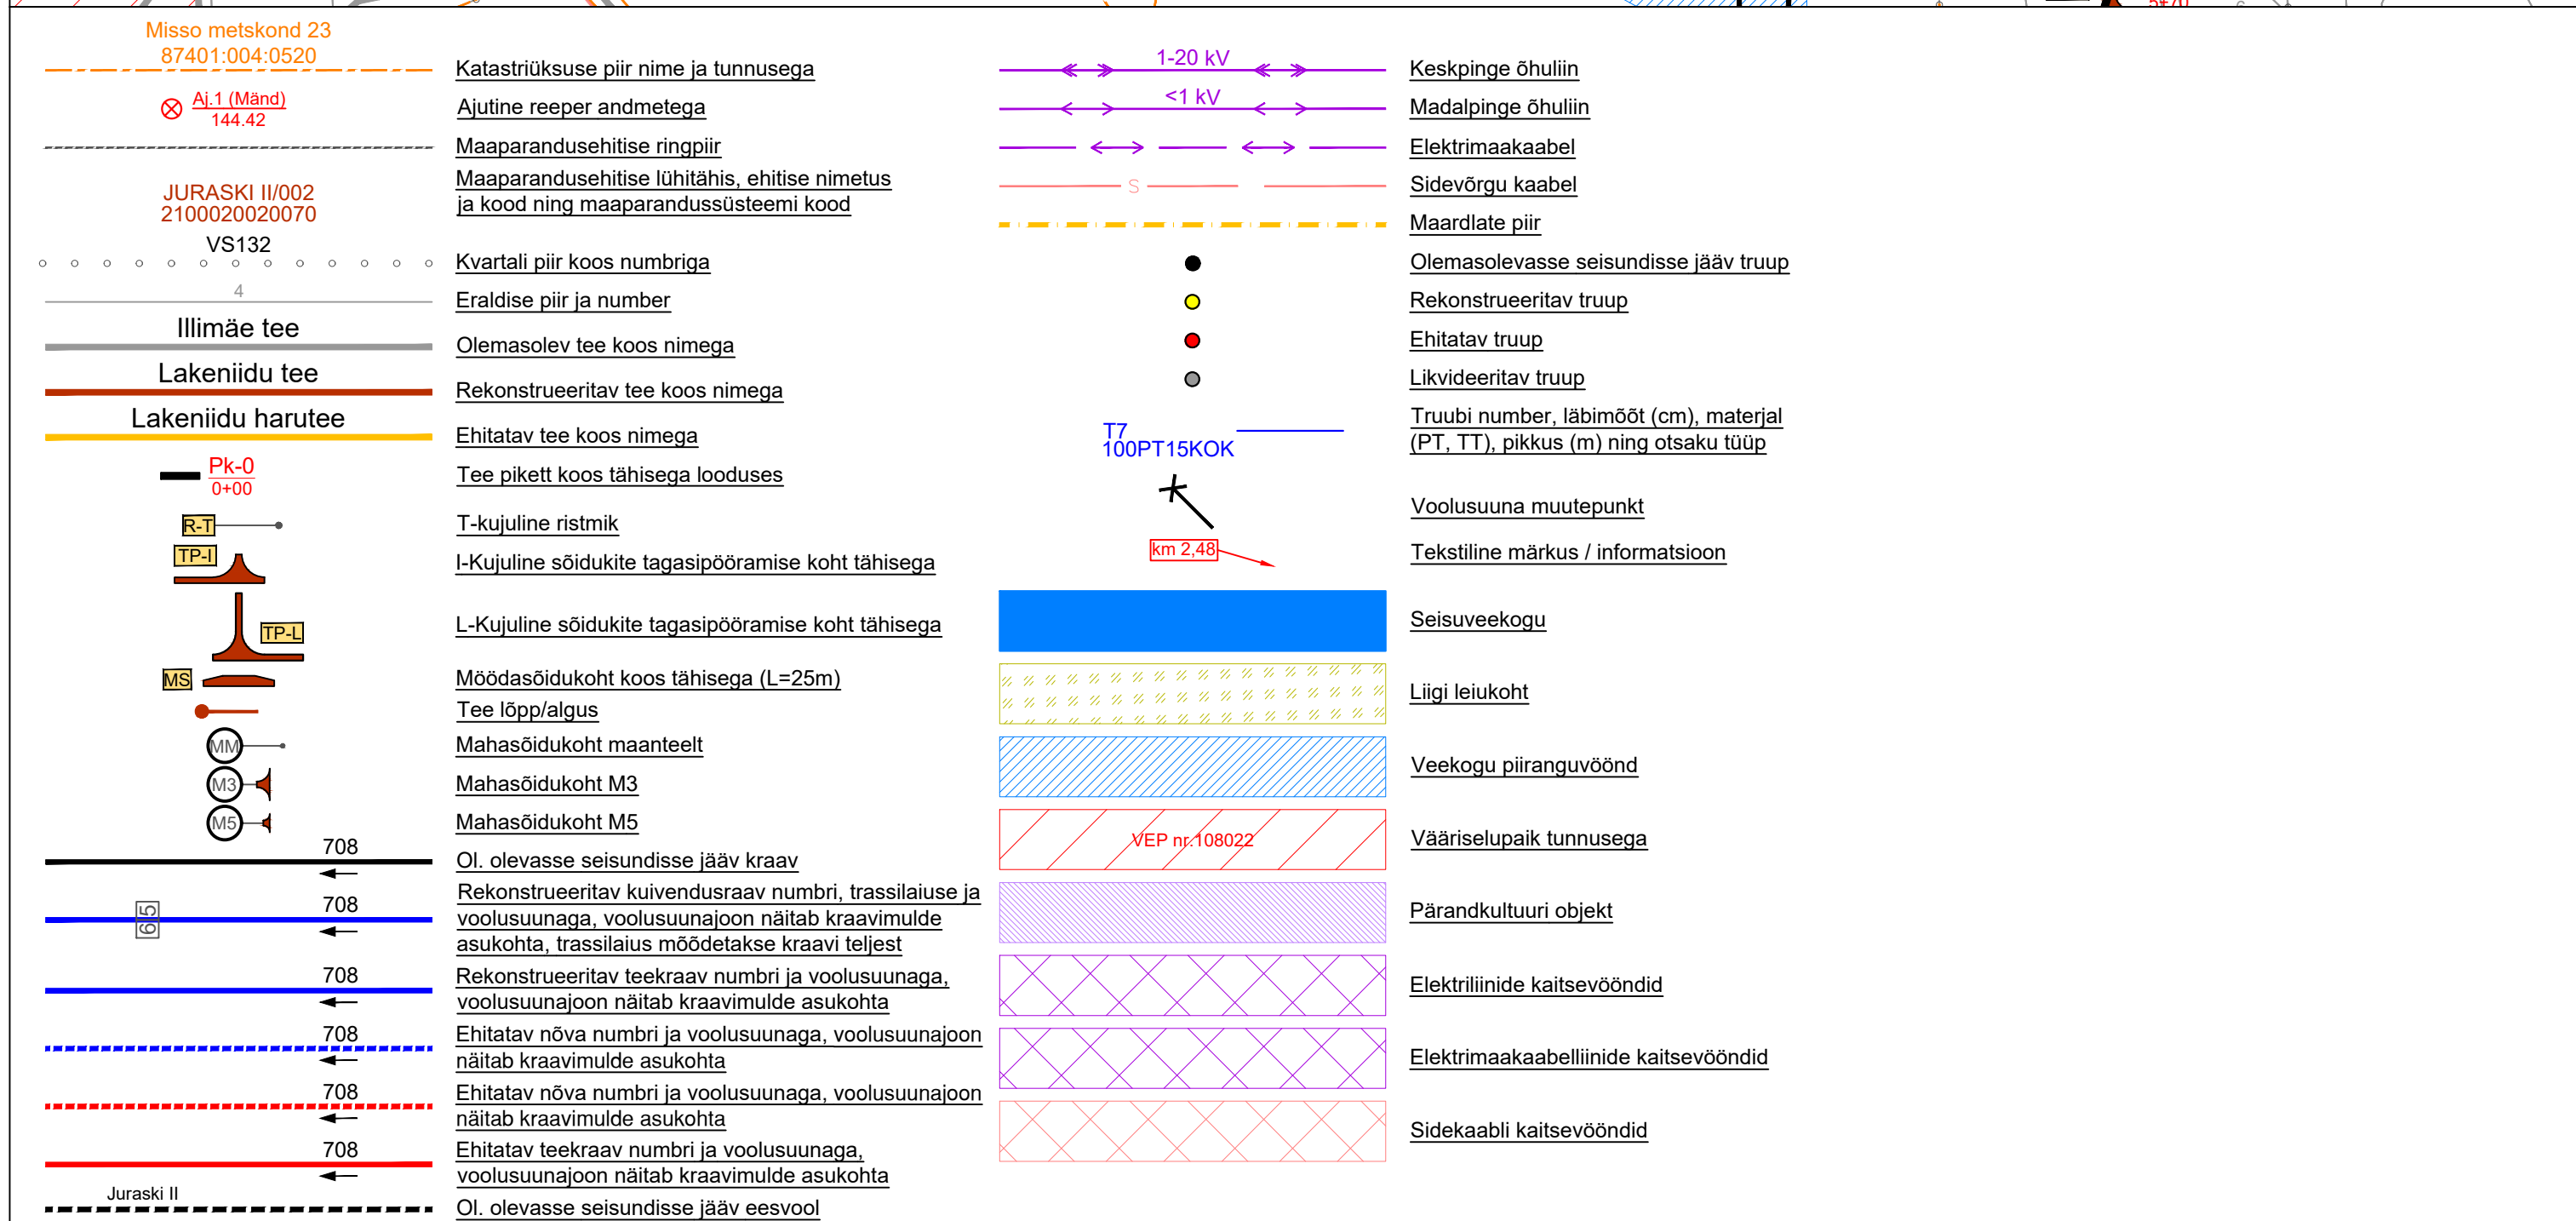 5+70
Misso metskond 23
87401:004:0520
Katastriüksuse piir nime ja tunnusega
Aj.1 (Mänd)
144.42
Ajutine reeper andmetega
Maaparandusehitise ringpiir
JURASKI II/002
2100020020070
Maaparandusehitise lühitähis, ehitise nimetus
ja kood ning maaparandussüsteemi kood
VS132
Kvartali piir koos numbriga
4
Eraldise piir ja number
Illimäe tee
Olemasolev tee koos nimega
Lakeniidu tee
Rekonstrueeritav tee koos nimega
Lakeniidu harutee
Ehitatav tee koos nimega
Pk-0
0+00
Tee pikett koos tähisega looduses
R-T
T-kujuline ristmik
TP-I
I-Kujuline sõidukite tagasipööramise koht tähisega
TP-L
L-Kujuline sõidukite tagasipööramise koht tähisega
MS
Möödasõidukoht koos tähisega (L=25m)
Tee lõpp/algus
MM
Mahasõidukoht maanteelt
M3
Mahasõidukoht M3
M5
Mahasõidukoht M5
708
Ol. olevasse seisundisse jääv kraav
6|5
708
Rekonstrueeritav kuivendusraav numbri, trassilaiuse ja
voolusuunaga, voolusuunajoon näitab kraavimulde
asukohta, trassilaius mõõdetakse kraavi teljest
708
Rekonstrueeritav teekraav numbri ja voolusuunaga,
voolusuunajoon näitab kraavimulde asukohta
708
Ehitatav nõva numbri ja voolusuunaga, voolusuunajoon
näitab kraavimulde asukohta
708
Ehitatav nõva numbri ja voolusuunaga, voolusuunajoon
näitab kraavimulde asukohta
708
Ehitatav teekraav numbri ja voolusuunaga,
voolusuunajoon näitab kraavimulde asukohta
Juraski II
Ol. olevasse seisundisse jääv eesvool
1-20 kV
Keskpinge õhuliin
<1 kV
Madalpinge õhuliin
Elektrimaakaabel
S
Sidevõrgu kaabel
Maardlate piir
Olemasolevasse seisundisse jääv truup
Rekonstrueeritav truup
Ehitatav truup
Likvideeritav truup
T7
100PT15KOK
Truubi number, läbimõõt (cm), materjal
(PT, TT), pikkus (m) ning otsaku tüüp
Voolusuuna muutepunkt
km 2,48
Tekstiline märkus / informatsioon
Seisuveekogu
Liigi leiukoht
Veekogu piiranguvöönd
VEP nr.108022
Vääriselupaik tunnusega
Pärandkultuuri objekt
Elektriliinide kaitsevööndid
Elektrimaakaabelliinide kaitsevööndid
Sidekaabli kaitsevööndid